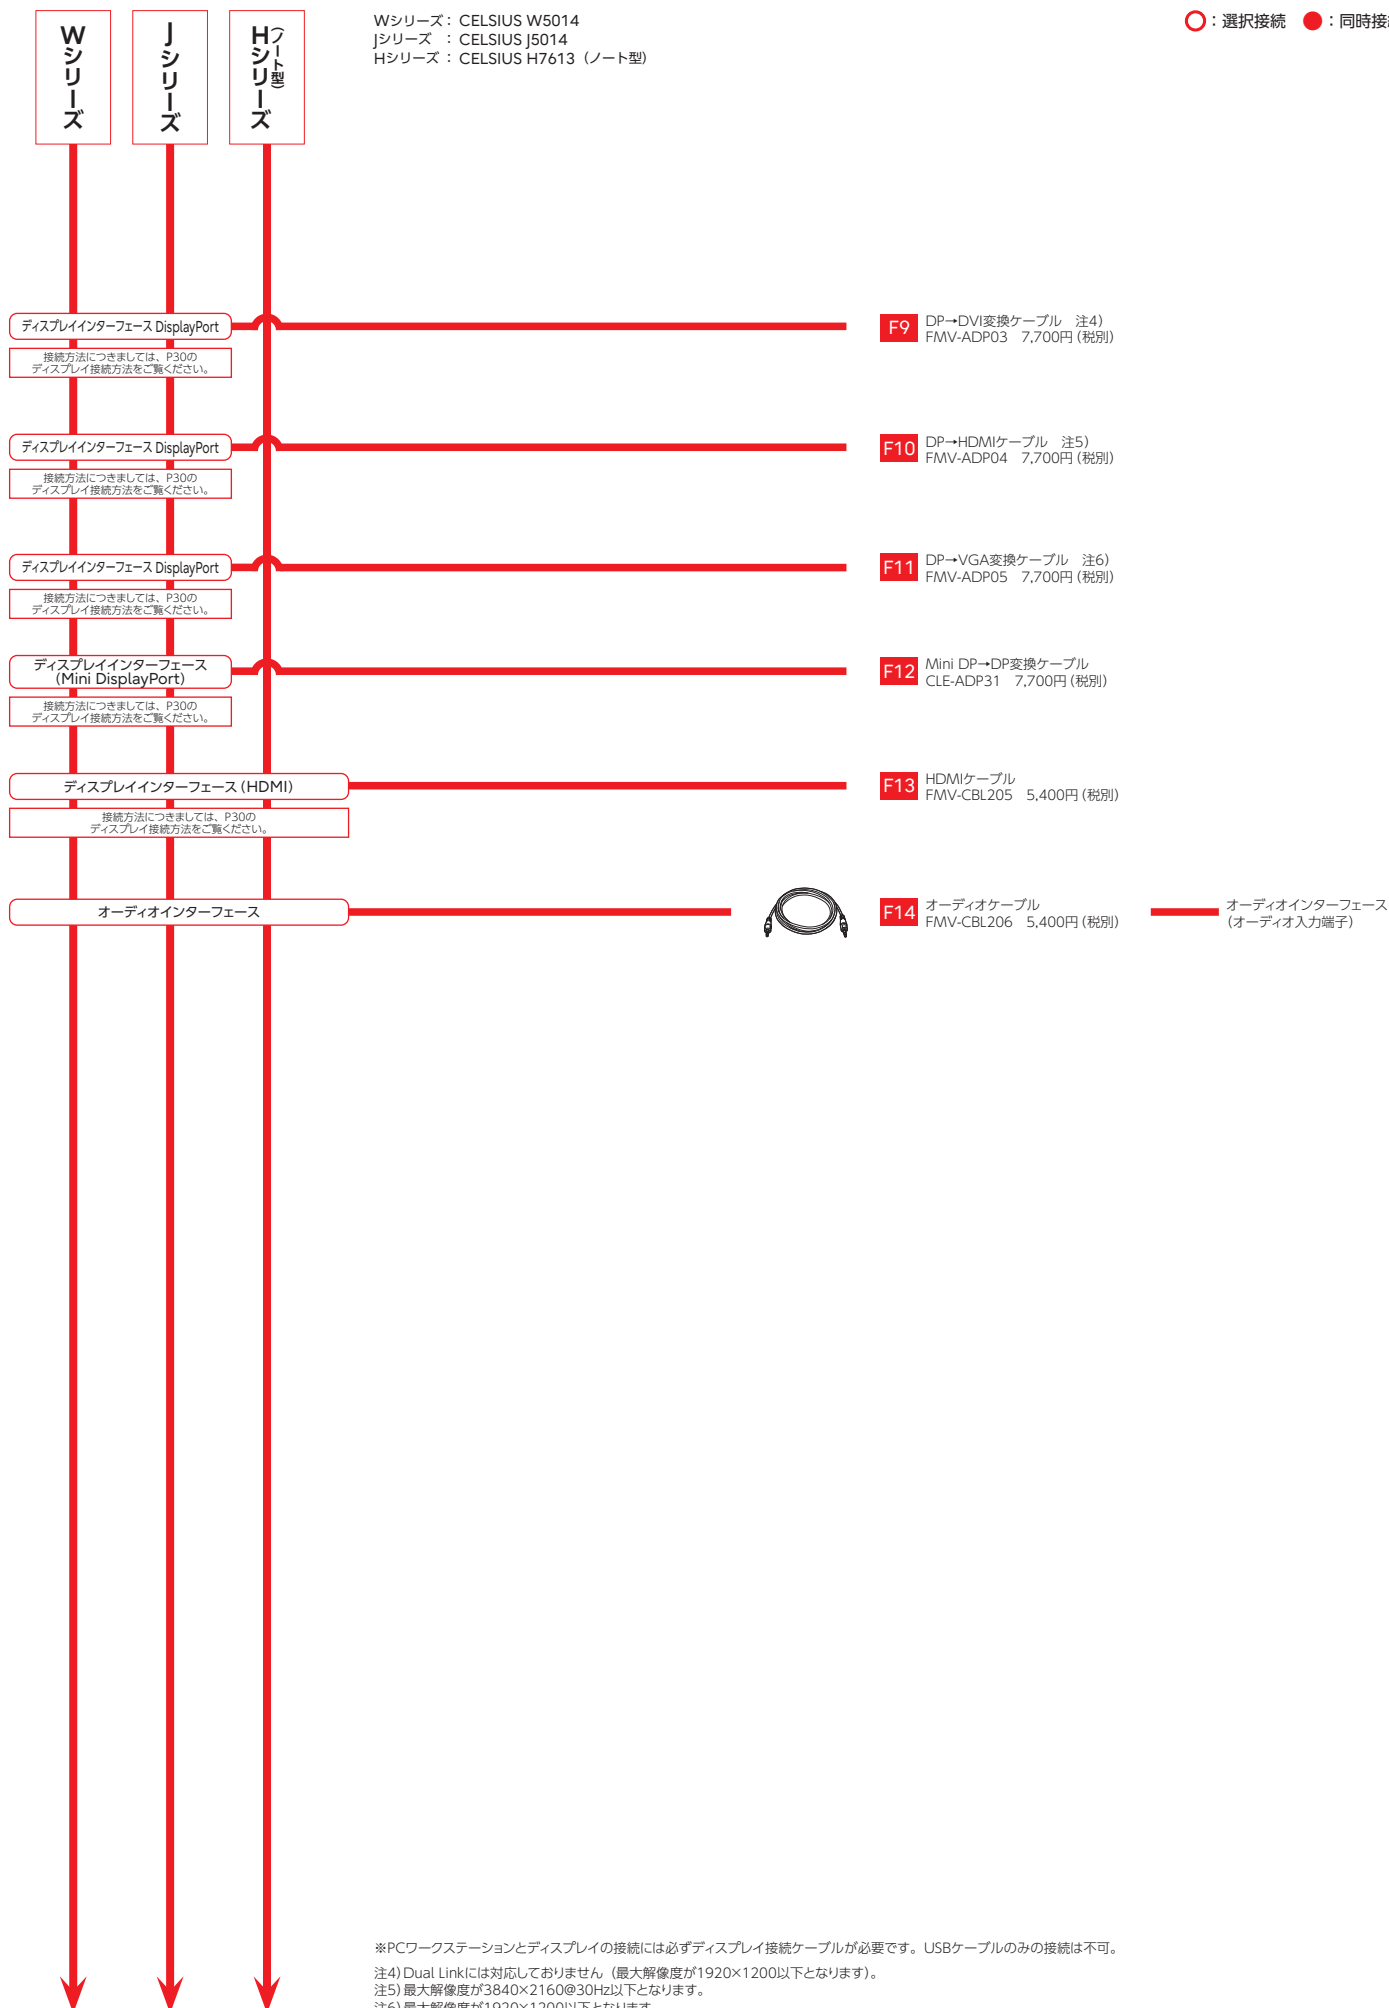 Wシリーズ
Jシリーズ
Hシリーズ
(ノート型)
Wシリーズ：CELSIUS W5014
Jシリーズ ：CELSIUS J5014
Hシリーズ：CELSIUS H7613（ノート型）
：選択接続 ：同時接
ディスプレイインターフェース DisplayPort
接続方法につきましては、P30の
ディスプレイ接続方法をご覧ください。
F9
DP→DVI変換ケーブル 注4)
FMV-ADP03 7,700円(税別)
ディスプレイインターフェース DisplayPort
接続方法につきましては、P30の
ディスプレイ接続方法をご覧ください。
F10
DP→HDMIケーブル 注5)
FMV-ADP04 7,700円(税別)
ディスプレイインターフェース DisplayPort
接続方法につきましては、P30の
ディスプレイ接続方法をご覧ください。
F11
DP→VGA変換ケーブル 注6)
FMV-ADP05 7,700円(税別)
ディスプレイインターフェース
(Mini DisplayPort)
接続方法につきましては、P30の
ディスプレイ接続方法をご覧ください。
F12
Mini DP→DP変換ケーブル
CLE-ADP31 7,700円(税別)
ディスプレイインターフェース(HDMI)
接続方法につきましては、P30の
ディスプレイ接続方法をご覧ください。
F13
HDMIケーブル
FMV-CBL205 5,400円(税別)
オーディオインターフェース
F14
オーディオケーブル
FMV-CBL206 5,400円(税別)
オーディオインターフェース
(オーディオ入力端子)
※PCワークステーションとディスプレイの接続には必ずディスプレイ接続ケーブルが必要です。USBケーブルのみの接続は不可。
注4)Dual Linkには対応しておりません（最大解像度が1920×1200以下となります）。
注5)最大解像度が3840×2160@30Hz以下となります。
注6)最大解像度が1920×1200以下となります